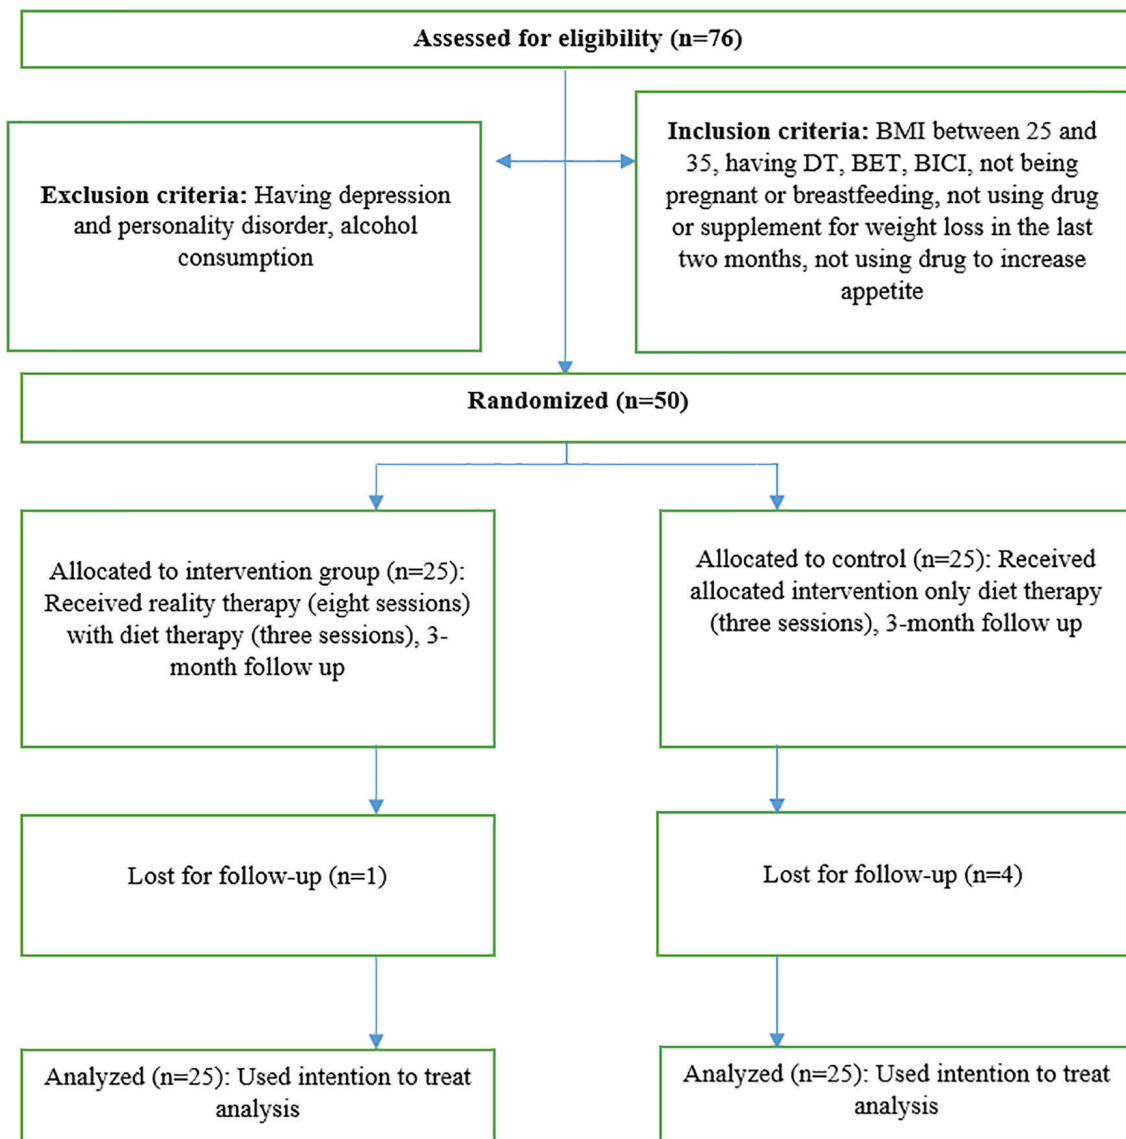 Assessed for eligibility (n=76)
Exclusion criteria: Having depression
and personality disorder, alcohol
consumption
Inclusion criteria: BMI between 25 and
35, having DT, BET, BICI, not being
pregnant or breastfeeding, not using drug
or supplement for weight loss in the last
two months, not using drug to increase
appetite
Randomized (n=50)
Allocated to intervention group (n=25):
Received reality therapy (eight sessions)
with diet therapy (three sessions), 3-
month follow up
Allocated to control (n=25): Received
allocated intervention only diet therapy
(three sessions), 3-month follow up
Lost for follow-up (n=1)
Lost for follow-up (n=4)
Analyzed (n=25): Used intention to treat
analysis
Analyzed (n=25): Used intention to treat
analysis